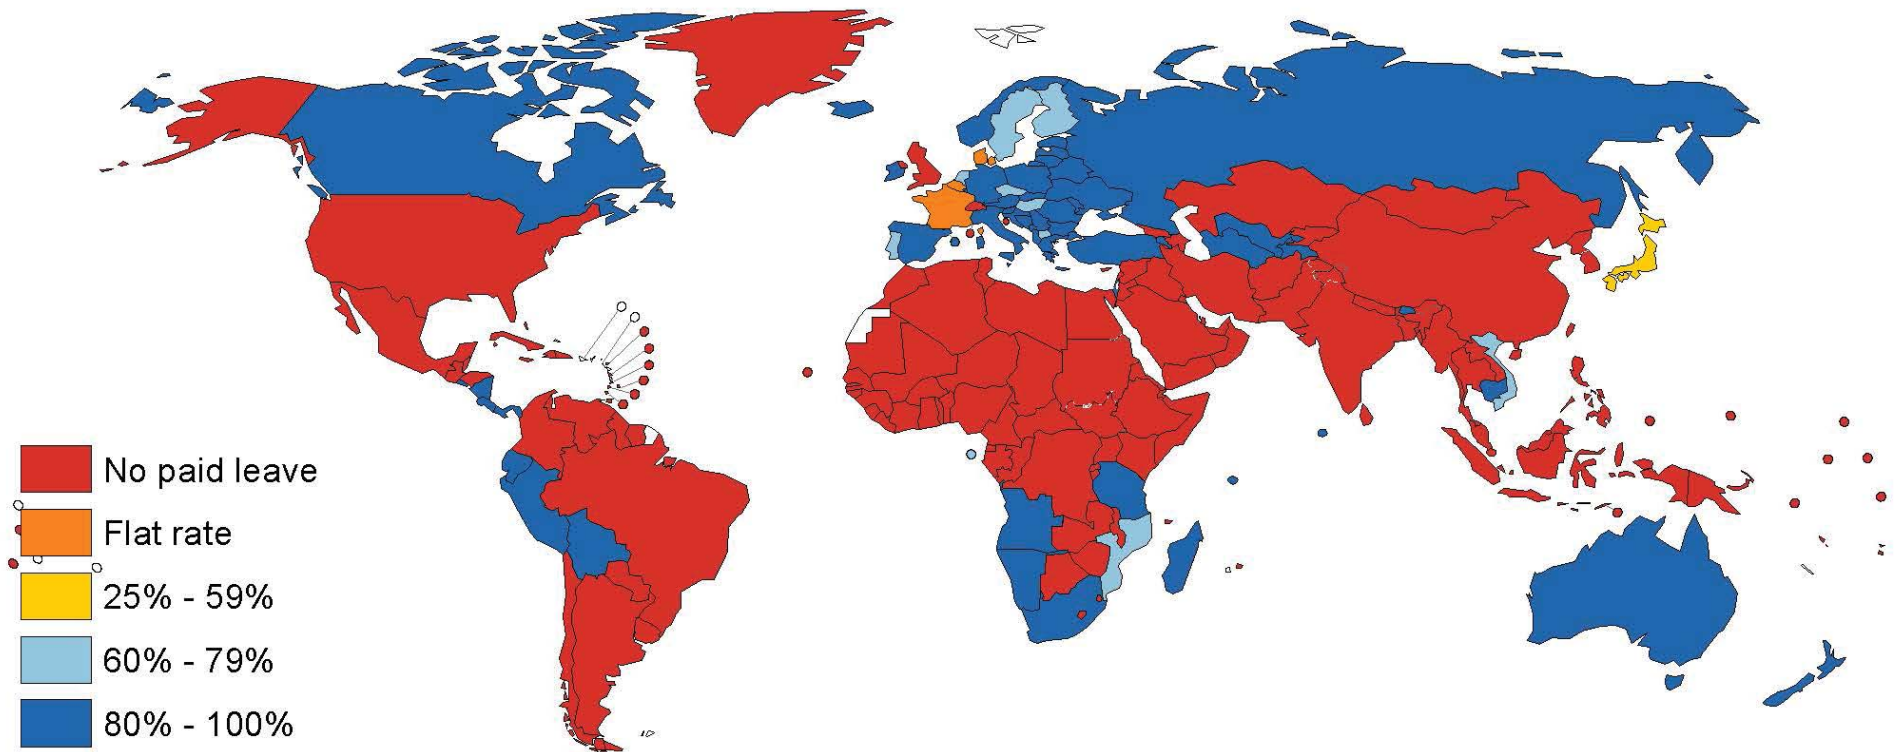 No paid leave
Flat rate
25% - 59%
60% - 79%
80% - 100%